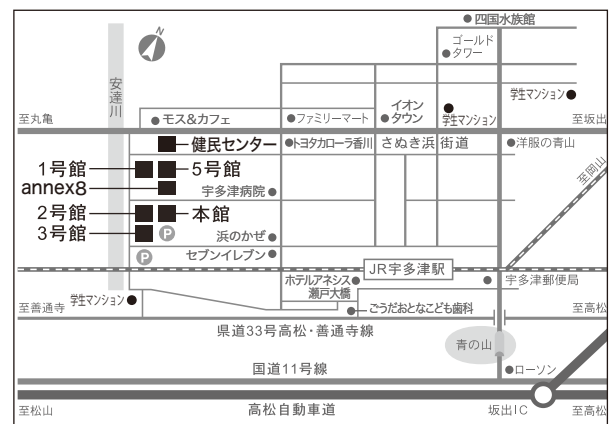 四国水族館
N
ゴールド
タワー
安達川
学生マンション
至丸亀
モス&カフェ
ファミリーマート
イオン
タウン
学生マンション
至坂出
健民センター
トヨタカローラ香川
さぬき浜街道
洋服の青山
1号館
5号館
annex8
宇多津病院
至岡山
2号館
本館
3号館
P
浜のかぜ
P
セブンイレブン
JR宇多津駅
ホテルアネシス
瀬戸大橋
宇多津郵便局
学生マンション
至善通寺
ごうだおとなこども歯科
至高松
県道33号高松・善通寺線
青の山
国道11号線
ローソン
至松山
高松自動車道
坂出IC
至高松